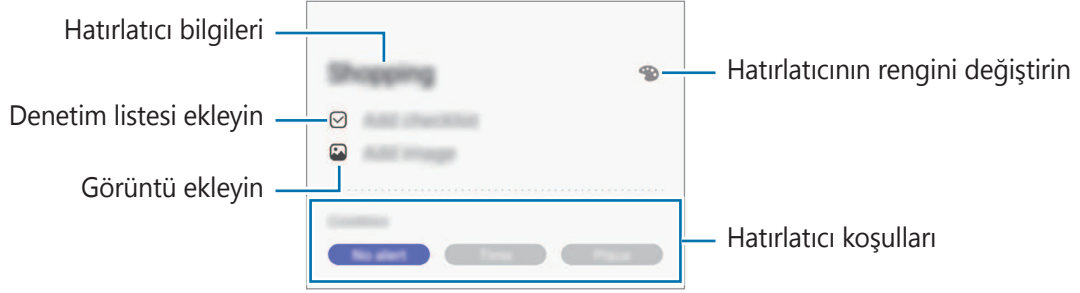 Hatırlatıcı bilgileri
Shopping
Hatırlatıcının rengini değiştirin
Denetim listesi ekleyin
Add checklist
Add image
Görüntü ekleyin
No alert
Time
Place
Hatırlatıcı koşulları